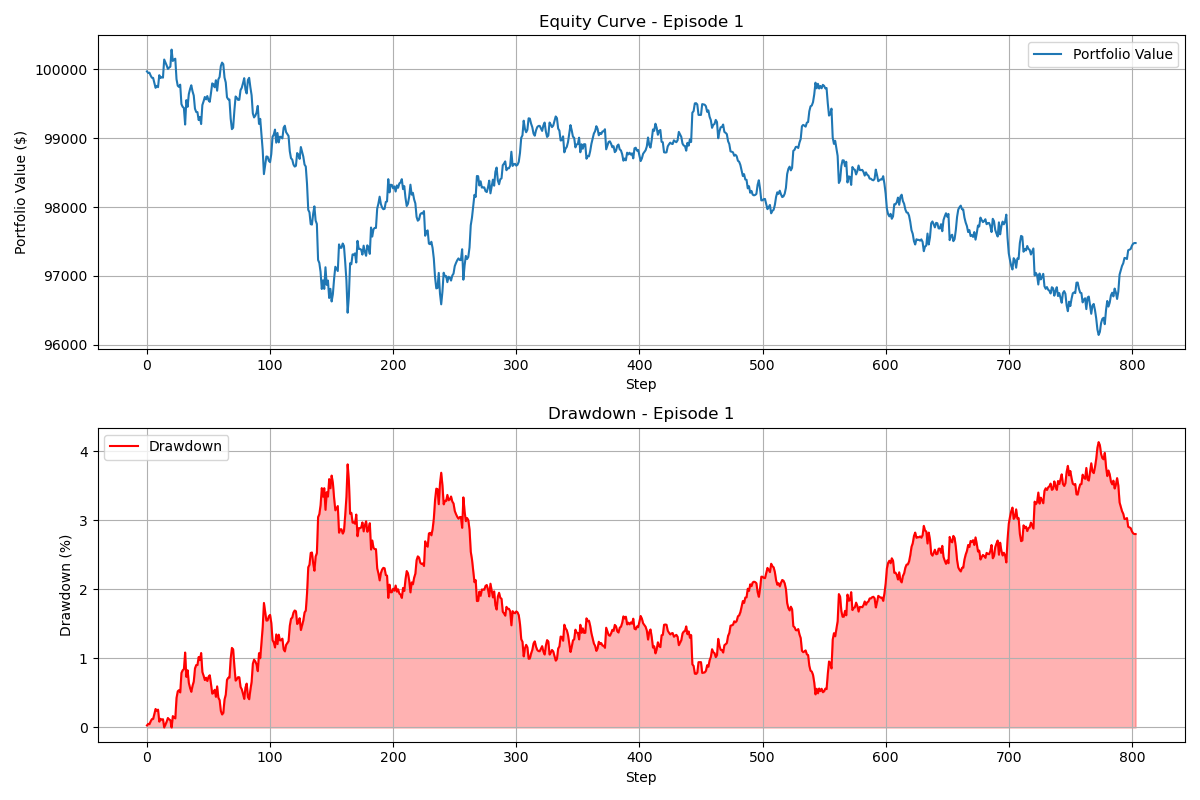 Equity Curve - Episode 1
Portfolio Value ($)
100000
99000
98000
97000
96000
Portfolio Value
0 100 200 300 400 500 600 700 800
Step
Drawdown - Episode 1
Drawdown (%)
4
3
2
1
0
Drawdown
0 100 200 300 400 500 600 700 800
Step